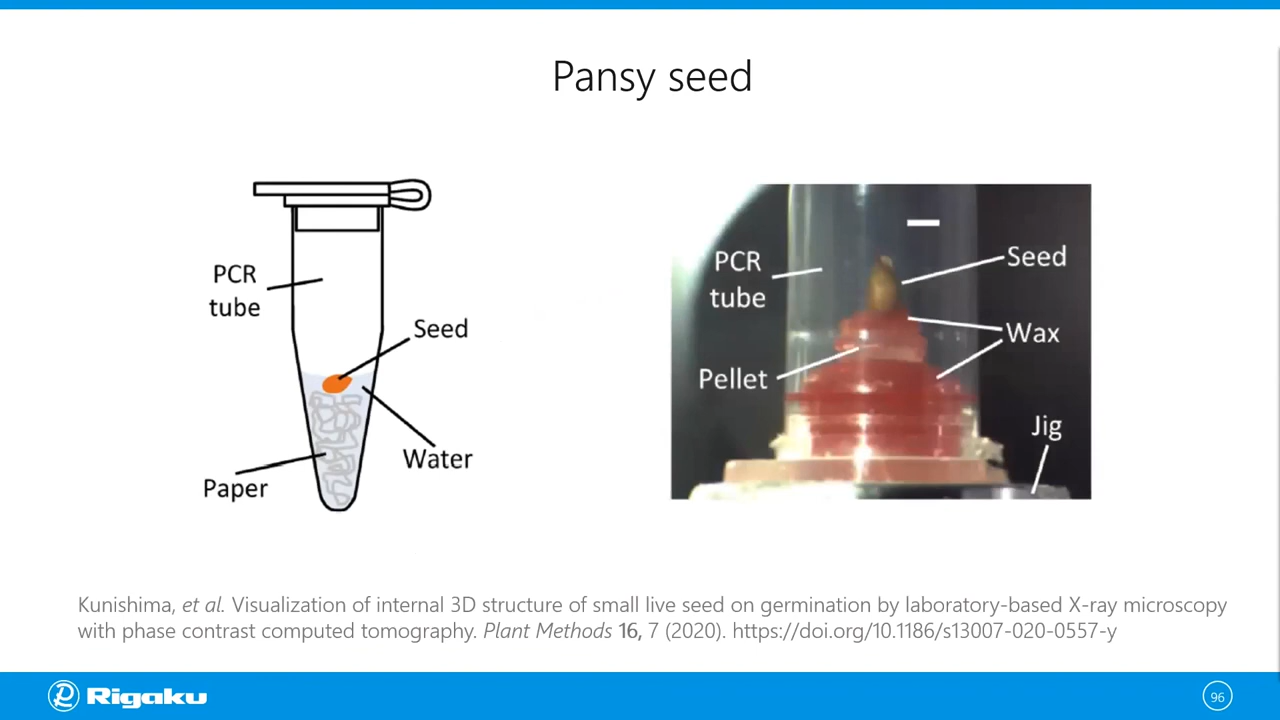 Pansy seed
PCR
tube
Seed
Water
Paper
PCR
tube
Seed
Wax
Pellet
Jig
Kunishima, et al. Visualization of internal 3D structure of small live seed on germination by laboratory-based X-ray microscopy
with phase contrast computed tomography. Plant Methods 16, 7 (2020). https://doi.org/10.1186/s13007-020-0557-y
Rigaku
96